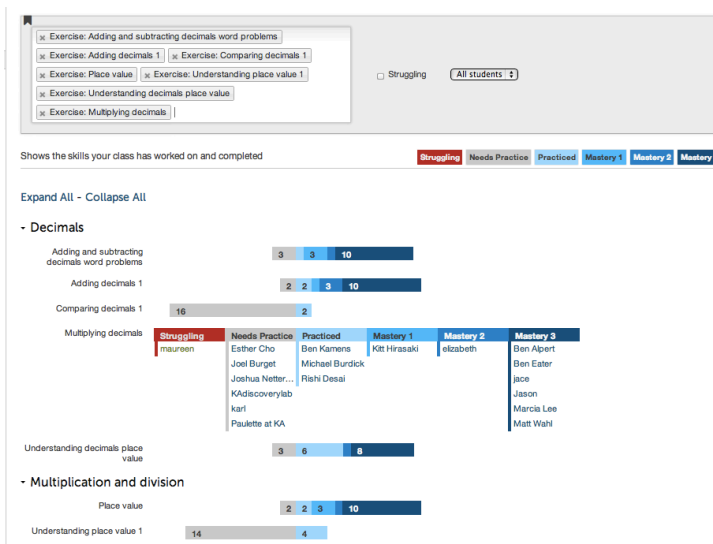 × Exercise: Adding and subtracting decimals word problems
× Exercise: Adding decimals 1 × Exercise: Comparing decimals 1
× Exercise: Place value × Exercise: Understanding place value 1
× Exercise: Understanding decimals place value
× Exercise: Multiplying decimals
Struggling All students
Shows the skills your class has worked on and completed
Struggling Needs Practice Practiced Mastery 1 Mastery 2 Mastery
Expand All - Collapse All
Decimals
Adding and subtracting
decimals word problems
3 3 10
Adding decimals 1 2 2 3 10
Comparing decimals 1 16 2
Multiplying decimals Struggling Needs Practice Practiced Mastery 1 Mastery 2 Mastery 3
maureen Esther Cho Ben Kamens Kitt Hirasaki elizabeth Ben Alpert
Joel Burget Michael Burdick Ben Eater
Joshua Netter... Rishi Desai jace
KAdiscoverylab Jason
karl Marcia Lee
Paulette at KA Matt Wahl
Understanding decimals place
value
3 6 8
Multiplication and division
Place value 2 2 3 10
Understanding place value 1 14 4